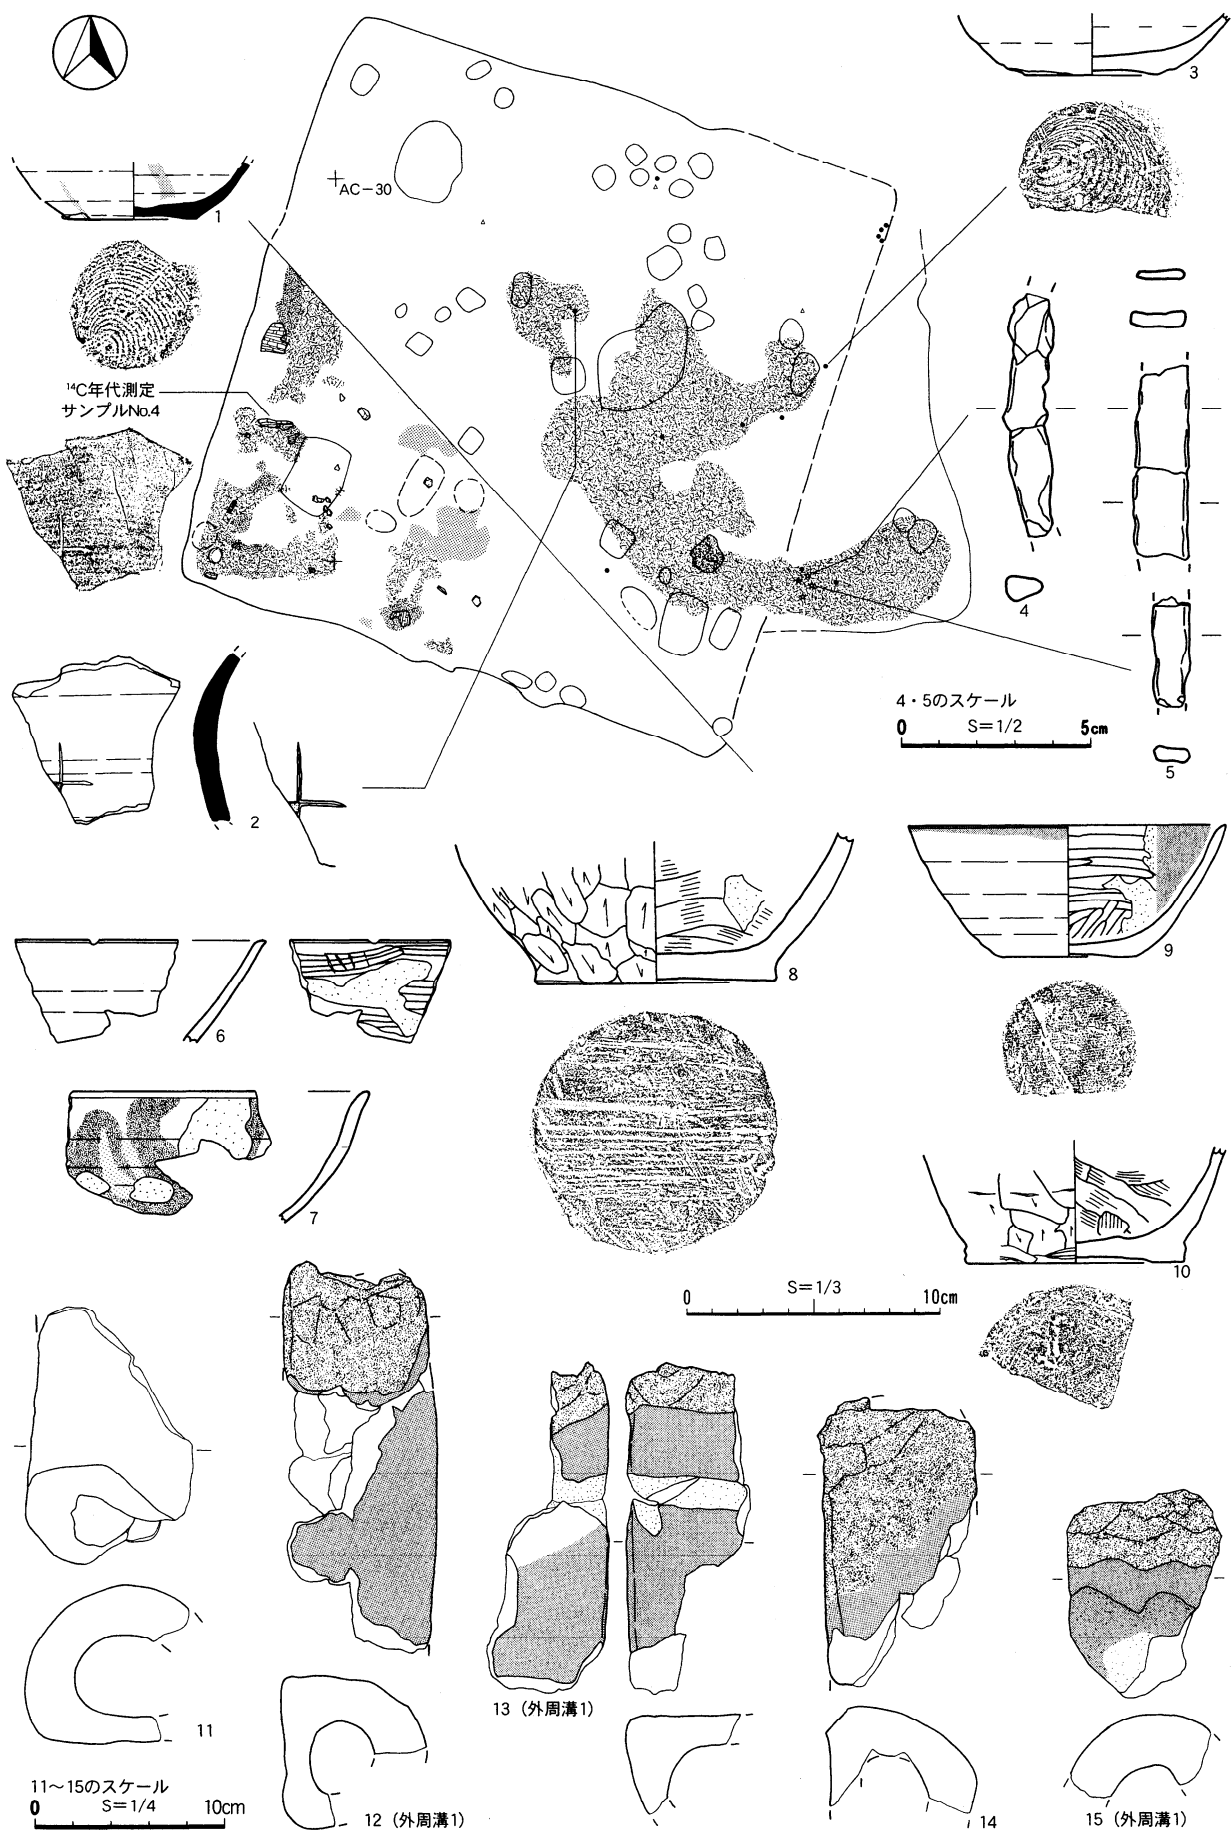 3
AC－30
1
¹⁴C年代測定
サンプルNo.4
4
4・5のスケール
0 S＝1/2 5cm
5
2
8
9
6
7
10
S＝1/3
0 10cm
13（外周溝1）
11
11～15のスケール
S＝1/4
0 10cm
12（外周溝1）
14
15（外周溝1）